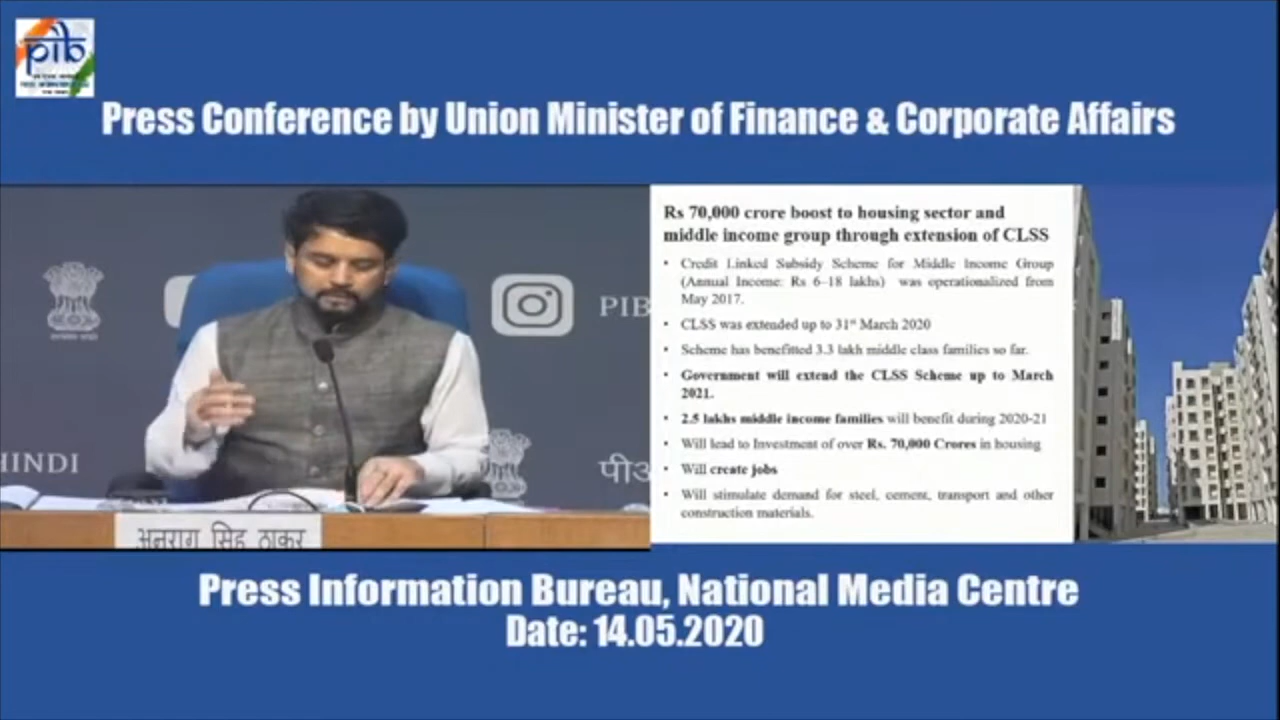 pib
Press Conference by Union Minister of Finance & Corporate Affairs
HINDI
PIB
पीअ
अनुराग सिंह ठाकुर
Rs 70,000 crore boost to housing sector and
middle income group through extension of CLSS
• Credit Linked Subsidy Scheme for Middle Income Group
(Annual Income: Rs 6–18 lakhs) was operationalized from
May 2017.
• CLSS was extended up to 31st March 2020
• Scheme has benefitted 3.3 lakh middle class families so far.
• Government will extend the CLSS Scheme up to March
2021.
• 2.5 lakhs middle income families will benefit during 2020-21
• Will lead to Investment of over Rs. 70,000 Crores in housing
• Will create jobs
• Will stimulate demand for steel, cement, transport and other
construction materials.
Press Information Bureau, National Media Centre
Date: 14.05.2020